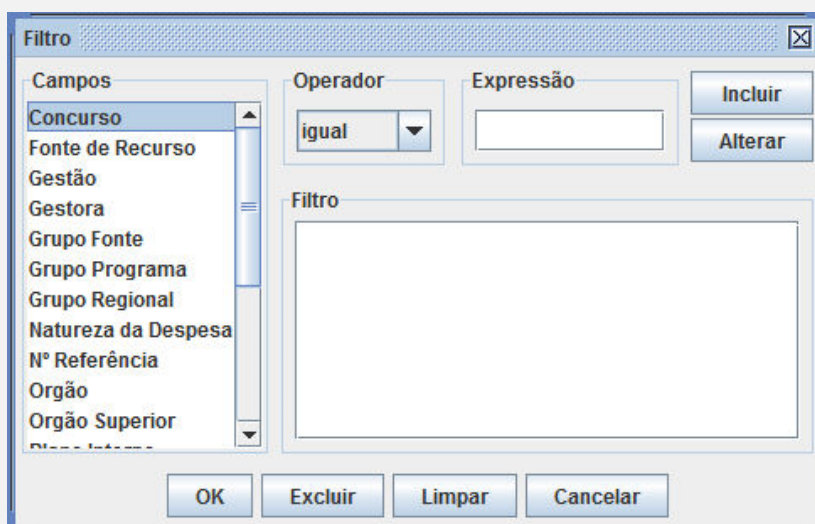 Filtro
Campos
Concurso
Fonte de Recurso
Gestão
Gestora
Grupo Fonte
Grupo Programa
Grupo Regional
Natureza da Despesa
Nº Referência
Orgão
Orgão Superior
Operador
igual
Expressão
Incluir
Alterar
Filtro
OK Excluir Limpar Cancelar